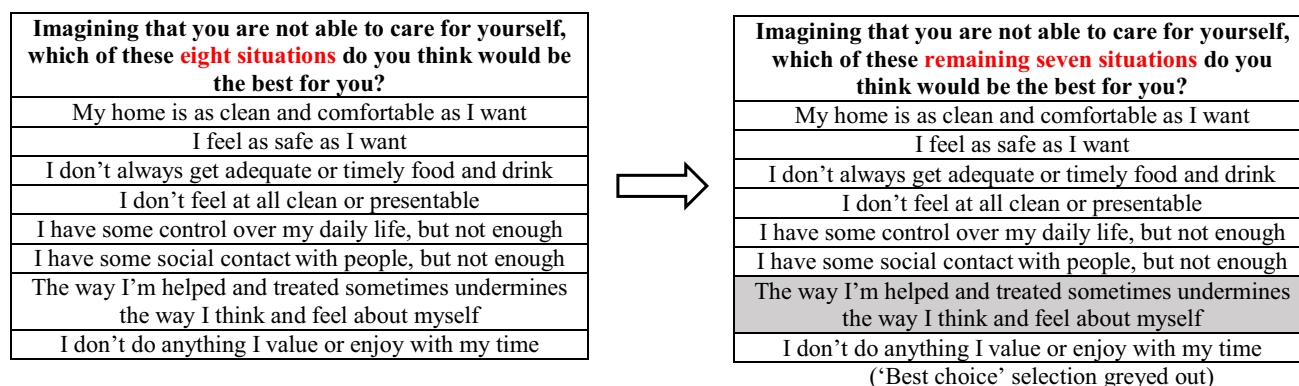 Imagining that you are not able to care for yourself,
which of these eight situations do you think would be
the best for you?
My home is as clean and comfortable as I want
I feel as safe as I want
I don't always get adequate or timely food and drink
I don't feel at all clean or presentable
I have some control over my daily life, but not enough
I have some social contact with people, but not enough
The way I'm helped and treated sometimes undermines
the way I think and feel about myself
I don't do anything I value or enjoy with my time
Imagining that you are not able to care for yourself,
which of these remaining seven situations do you
think would be the best for you?
My home is as clean and comfortable as I want
I feel as safe as I want
I don't always get adequate or timely food and drink
I don't feel at all clean or presentable
I have some control over my daily life, but not enough
I have some social contact with people, but not enough
The way I'm helped and treated sometimes undermines
the way I think and feel about myself
I don't do anything I value or enjoy with my time
('Best choice' selection greyed out)